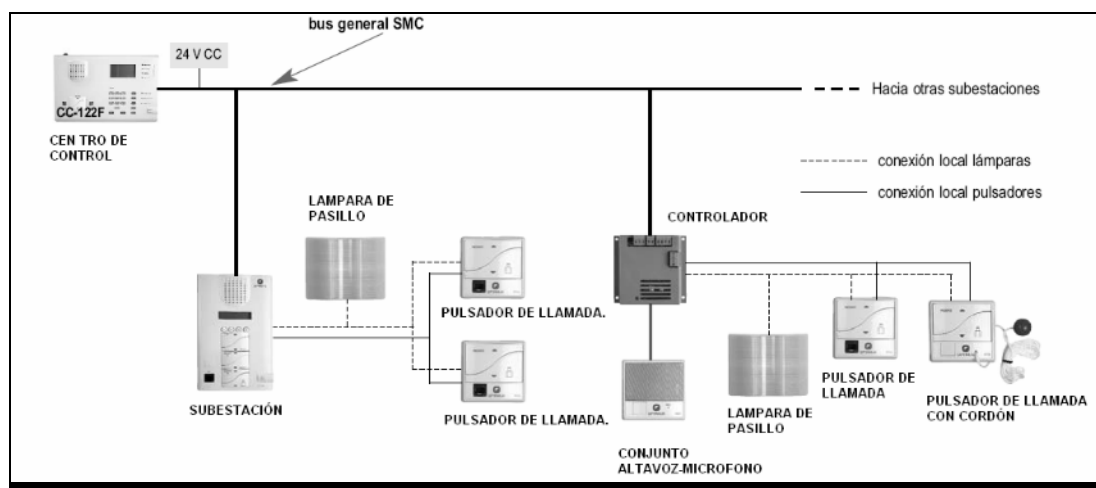 bus general SMC
24 V CC
CC-122F
CEN TRO DE
CONTROL
Hacia otras subestaciones
conexión local lámparas
conexión local pulsadores
LAMPARA DE
PASILLO
CONTROLADOR
PULSADOR DE LLAMADA.
PULSADOR DE LLAMADA.
SUBESTACIÓN
PULSADOR DE
LLAMADA
PULSADOR DE LLAMADA
CON CORDÓN
LAMPARA DE
PASILLO
CONJUNTO
ALTAVOZ-MICROFONO